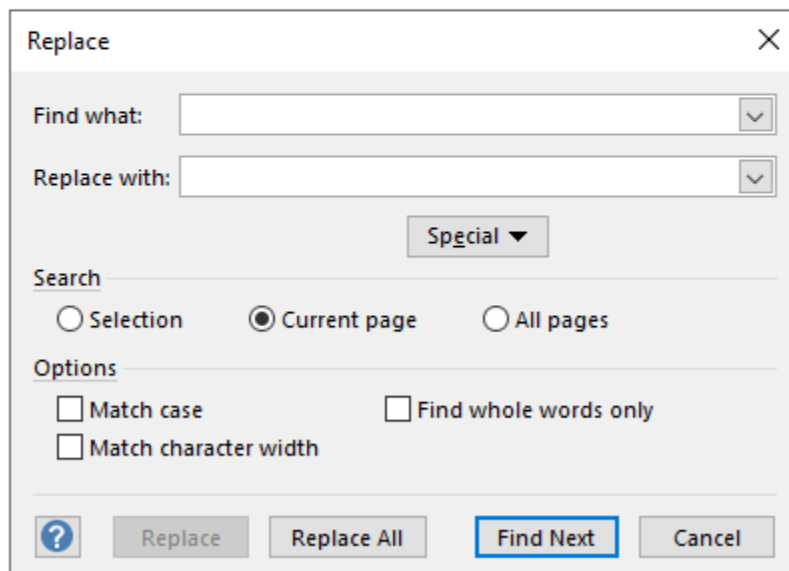 Replace
Find what:
Replace with:
Special
Search
Selection Current page All pages
Options
Match case Find whole words only
Match character width
? Replace Replace All Find Next Cancel